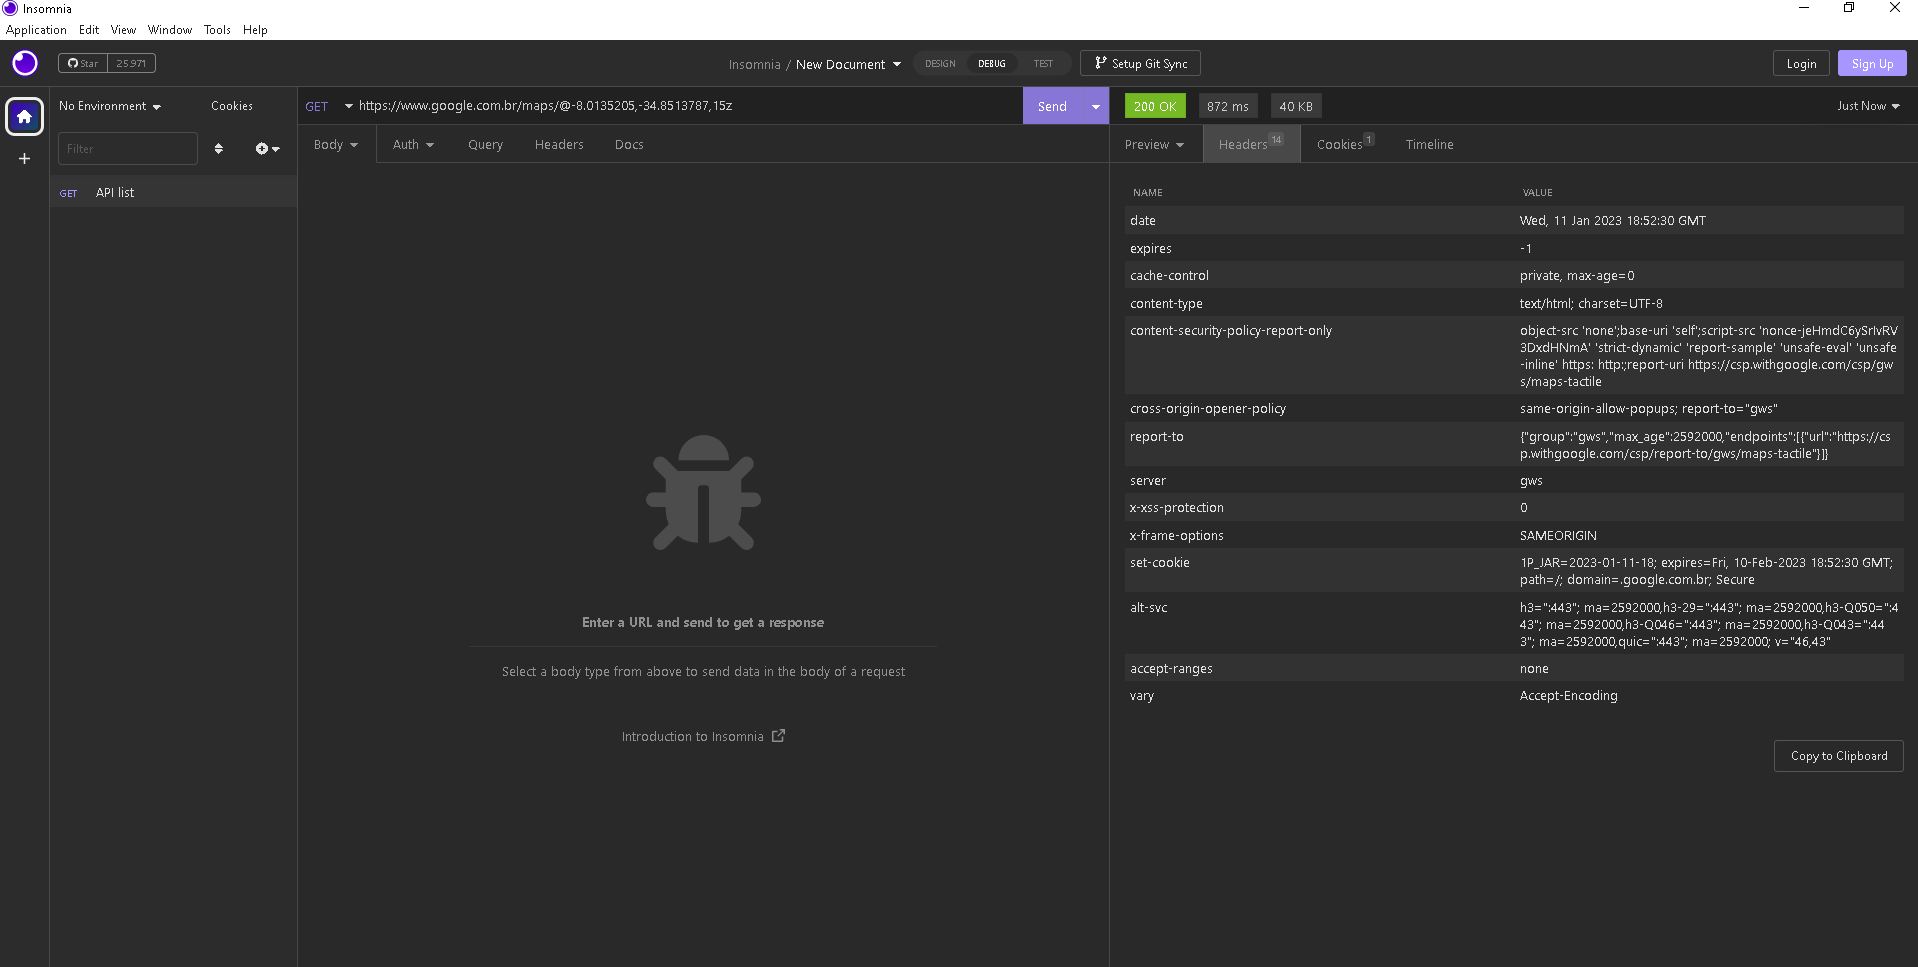 Insomnia
Application Edit View Window Tools Help
Star 25.971
Insomnia / New Document
DESIGN DEBUG TEST
Setup Git Sync
Login
Sign Up
No Environment
Cookies
GET https://www.google.com.br/maps/@-8.0135205,-34.8513787,15z
Send
200 OK
872 ms
40 KB
Just Now
Filter
Body Auth Query Headers Docs
Preview Headers 14 Cookies 1 Timeline
GET API list
NAME VALUE
date Wed, 11 Jan 2023 18:52:30 GMT
expires -1
cache-control private, max-age=0
content-type text/html; charset=UTF-8
content-security-policy-report-only object-src 'none';base-uri 'self';script-src 'nonce-jeHmdC6ySrIvRV
3DxdHNmA' 'strict-dynamic' 'report-sample' 'unsafe-eval' 'unsafe
-inline' https: http:;report-uri https://csp.withgoogle.com/csp/gw
s/maps-tactile
cross-origin-opener-policy same-origin-allow-popups; report-to="gws"
report-to {"group":"gws","max_age":2592000,"endpoints":[{"url":"https://cs
p.withgoogle.com/csp/report-to/gws/maps-tactile"}]}
server gws
x-xss-protection 0
x-frame-options SAMEORIGIN
set-cookie 1P_JAR=2023-01-11-18; expires=Fri, 10-Feb-2023 18:52:30 GMT;
path=/; domain=.google.com.br; Secure
alt-svc h3=":443"; ma=2592000,h3-29=":443"; ma=2592000,h3-Q050=":4
43"; ma=2592000,h3-Q046=":443"; ma=2592000,h3-Q043=":44
3"; ma=2592000,quic=":443"; ma=2592000; v="46,43"
accept-ranges none
vary Accept-Encoding
Copy to Clipboard
Enter a URL and send to get a response
Select a body type from above to send data in the body of a request
Introduction to Insomnia